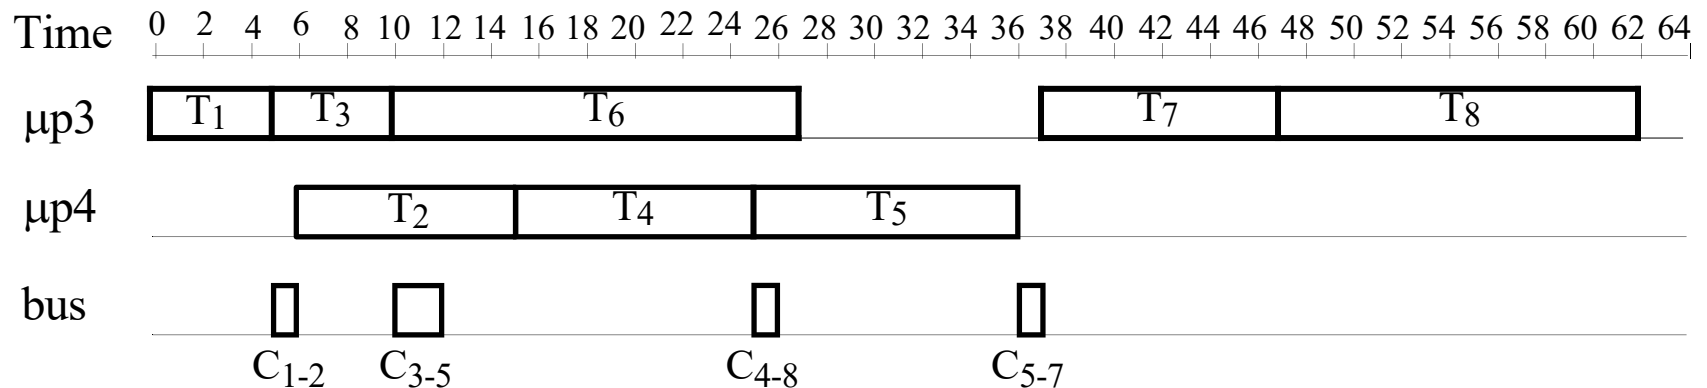 Time 0 2 4 6 8 10 12 14 16 18 20 22 24 26 28 30 32 34 36 38 40 42 44 46 48 50 52 54 56 58 60 62 64
μp3 T1 T3 T6 T7 T8
μp4 T2 T4 T5
bus
C1-2 C3-5 C4-8 C5-7